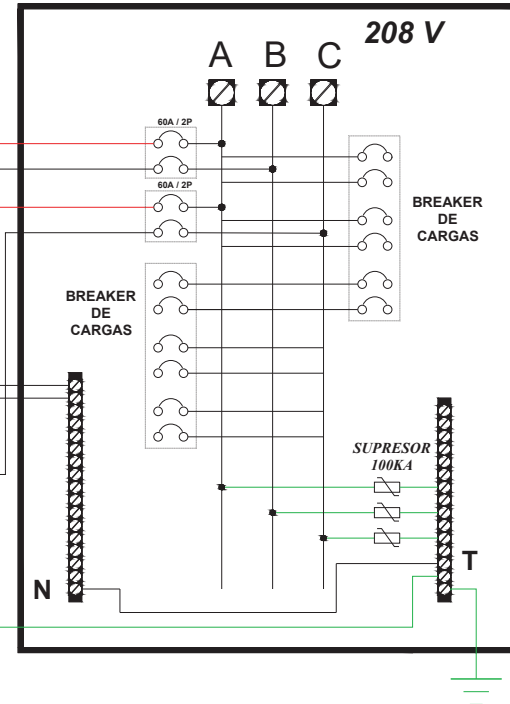 208 V
A B C
60A / 2P
60A / 2P
BREAKER
DE
CARGAS
BREAKER
DE
CARGAS
SUPRESOR
100KA
T
N